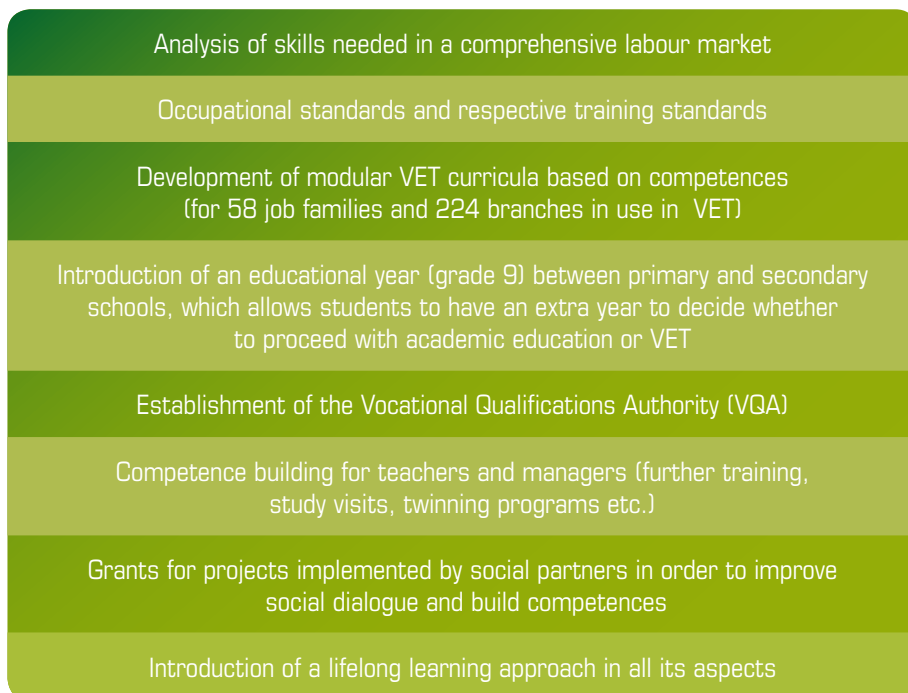 Analysis of skills needed in a comprehensive labour market
Occupational standards and respective training standards
Development of modular VET curricula based on competences
(for 58 job families and 224 branches in use in VET)
Introduction of an educational year (grade 9) between primary and secondary
schools, which allows students to have an extra year to decide whether
to proceed with academic education or VET
Establishment of the Vocational Qualifications Authority (VQA)
Competence building for teachers and managers (further training,
study visits, twinning programs etc.)
Grants for projects implemented by social partners in order to improve
social dialogue and build competences
Introduction of a lifelong learning approach in all its aspects